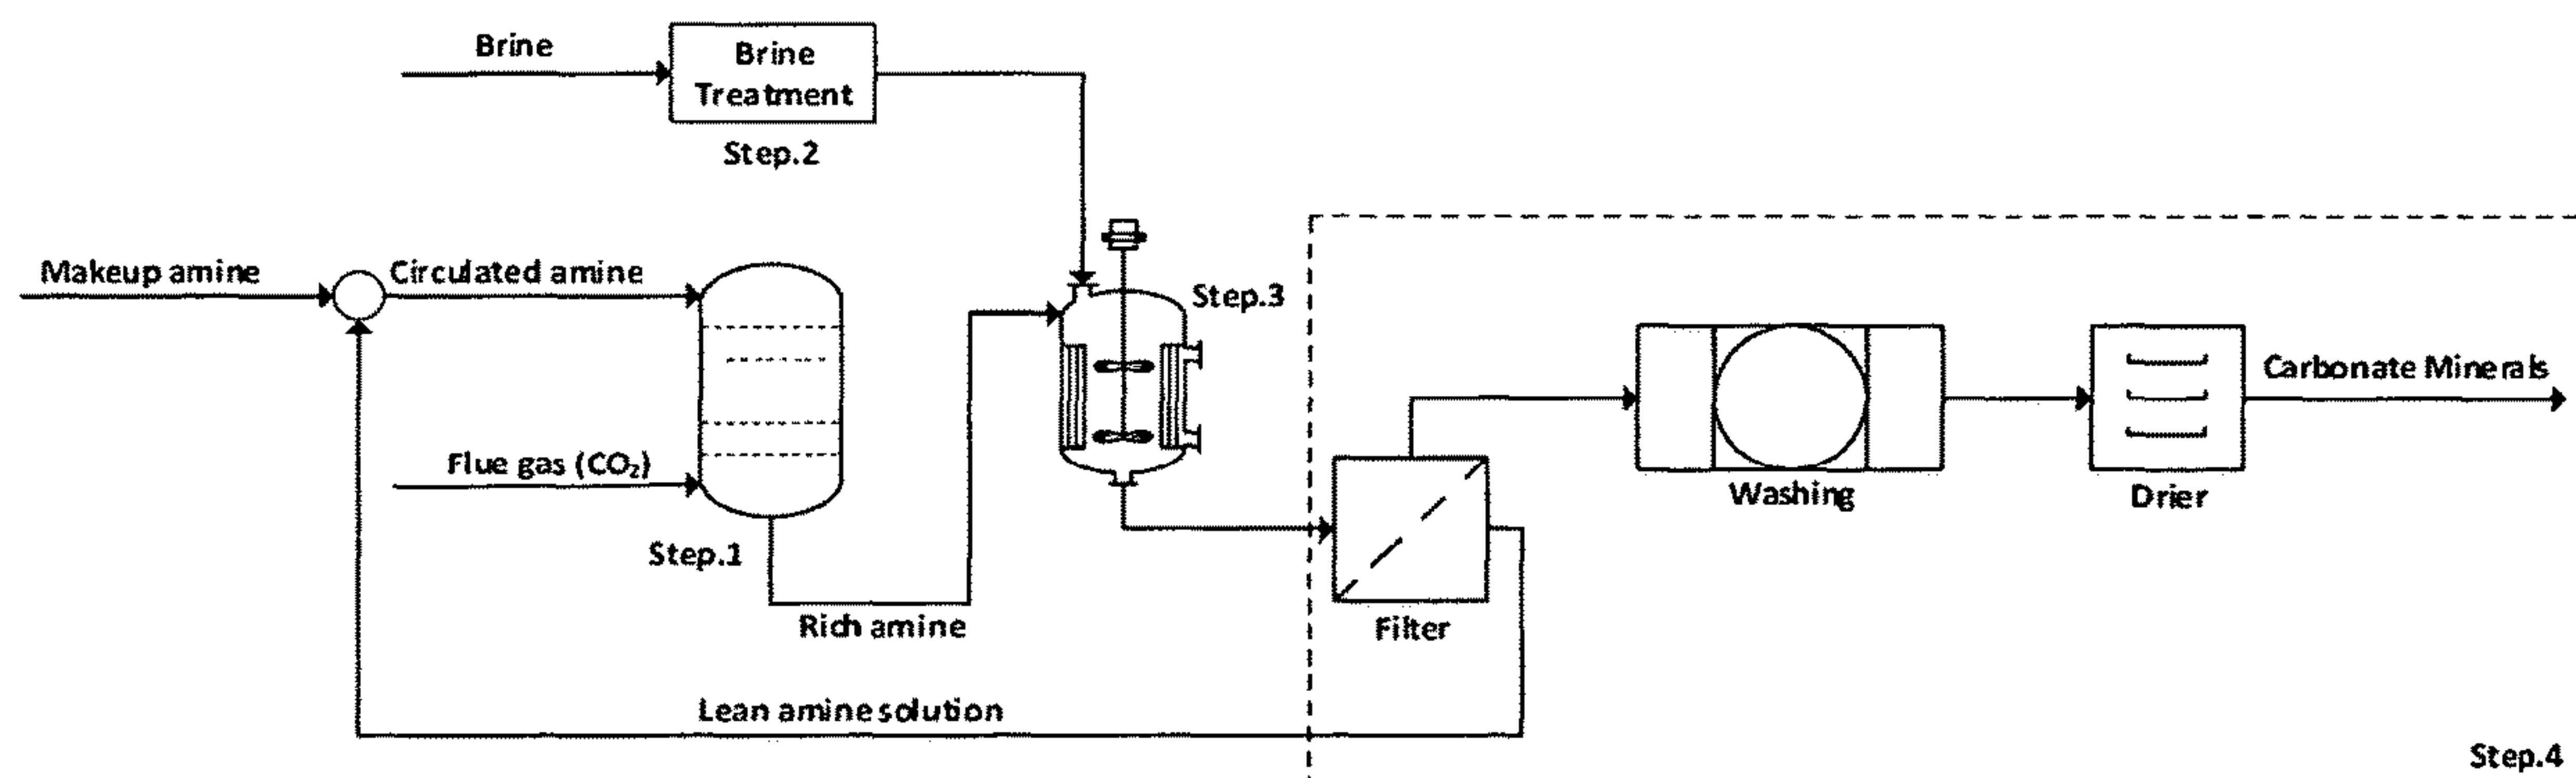 Brine
Brine
Treatment
Step.2
Makeup amine
Circulated amine
Step.3
Flue gas (CO₂)
Step.1
Rich amine
Lean amine solution
Filter
Washing
Drier
Carbonate Minerals
Step.4